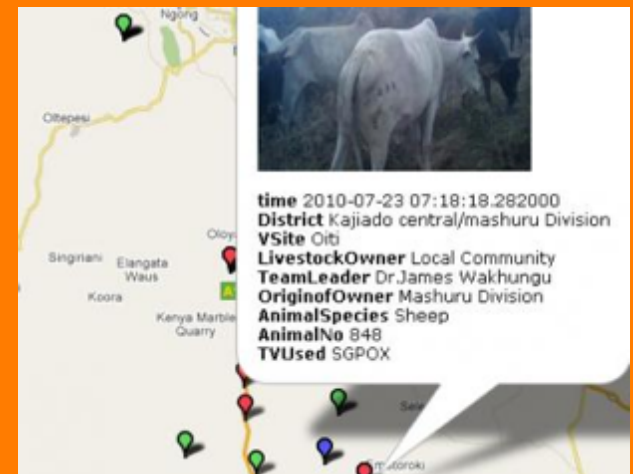 Ngong
Oltepesi
time 2010-07-23 07:18:18.282000
District Kajiado central/mashuru Division
VSite Oiti
LivestockOwner Local Community
TeamLeader DrJames Wakhungu
OriginofOwner Mashuru Division
AnimalSpecies Sheep
AnimalNo 848
TVUsed SGPOX
Singiriani
Elangata
Waus
Koora
Kenya Marble
Quarry